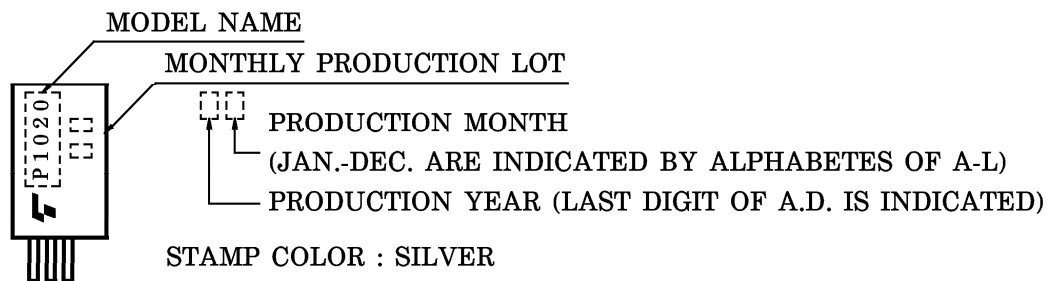 MODEL NAME
MONTHLY PRODUCTION LOT
P1020
PRODUCTION MONTH
(JAN.-DEC. ARE INDICATED BY ALPHABETES OF A-L)
PRODUCTION YEAR (LAST DIGIT OF A.D. IS INDICATED)
STAMP COLOR : SILVER